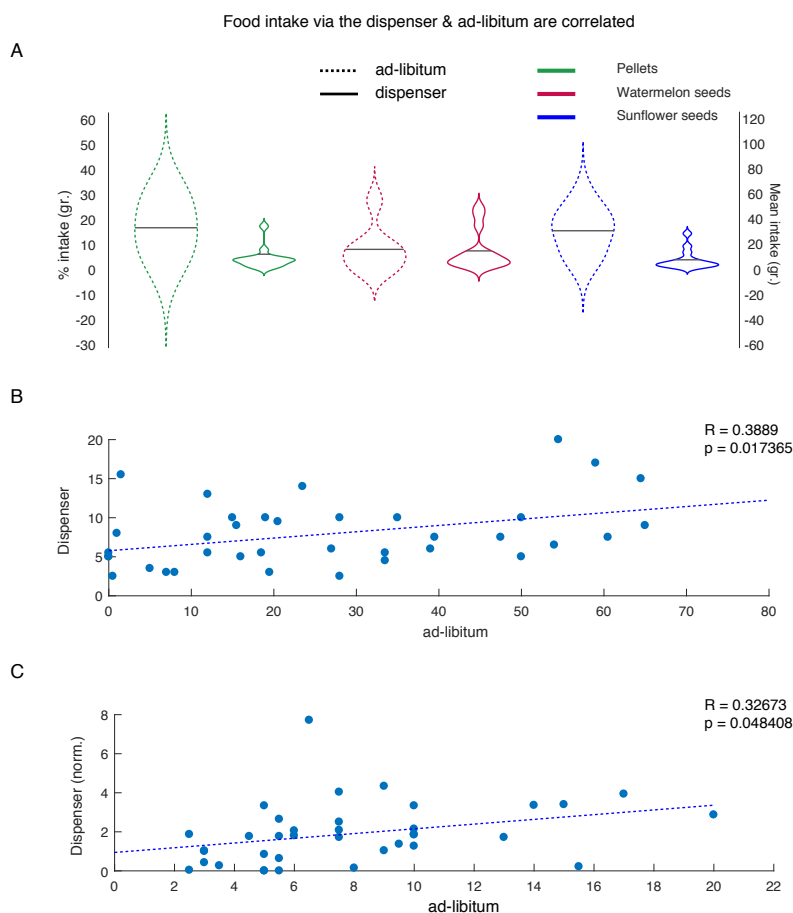 Food intake via the dispenser & ad-libitum are correlated
A
ad-libitum
dispenser
Pellets
Watermelon seeds
Sunflower seeds
% intake (gr.)
60
50
40
30
20
10
0
-10
-20
-30
120
100
80
60
40
20
0
-20
-40
-60
Mean intake (gr.)
B
R = 0.3889
p = 0.017365
Dispenser
20
15
10
5
0
0 10 20 30 40 50 60 70 80
ad-libitum
C
R = 0.32673
p = 0.048408
Dispenser (norm.)
8
6
4
2
0
0 2 4 6 8 10 12 14 16 18 20 22
ad-libitum